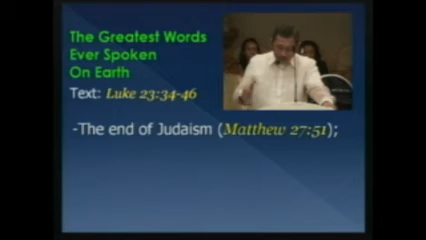 The Greatest Words
Ever Spoken
On Earth
Text: Luke 23:34-46
-The end of Judaism (Matthew 27:51);